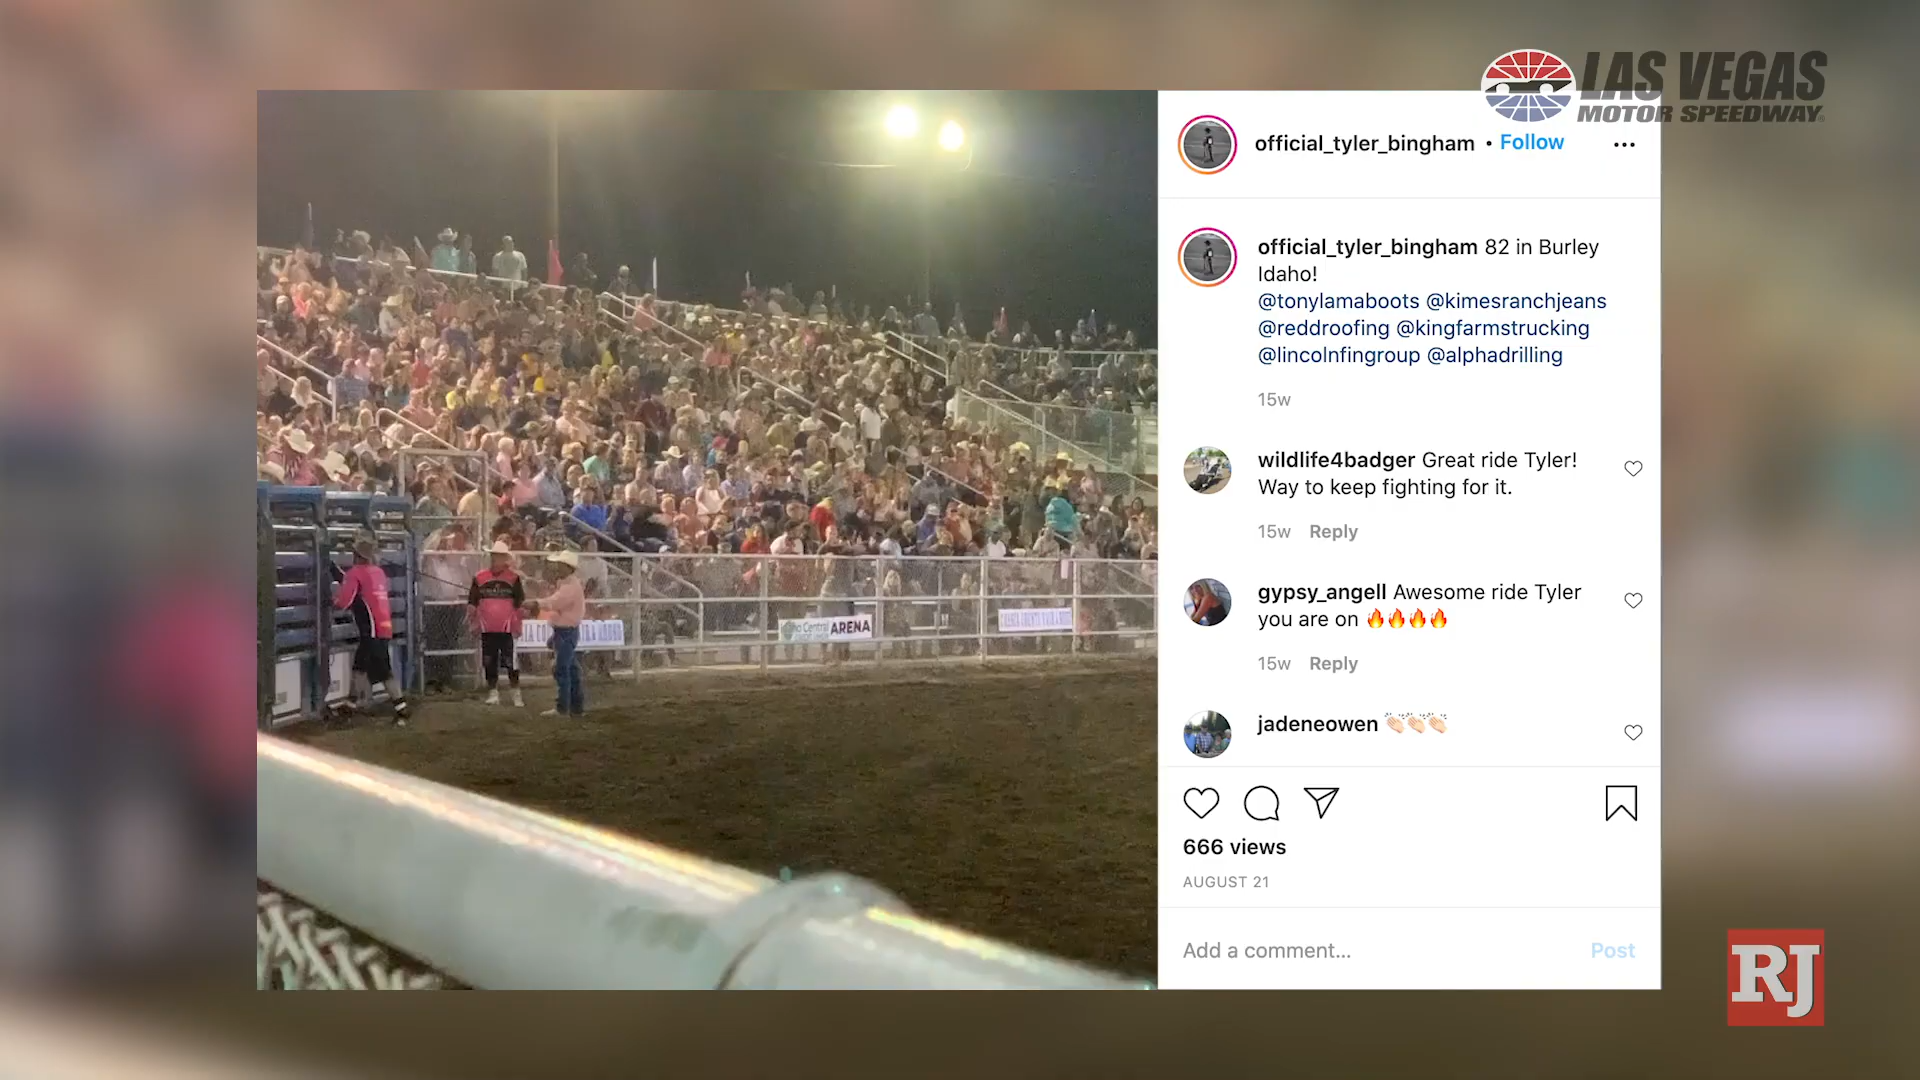 LAS VEGAS
MOTOR SPEEDWAY
official_tyler_bingham • Follow
official_tyler_bingham 82 in Burley
Idaho!
@tonylamaboots @kimesranchjeans
@reddroofing @kingfarmstrucking
@lincolnfingroup @alphadrilling
15w
wildlife4badger Great ride Tyler!
Way to keep fighting for it.
15w Reply
gypsy_angell Awesome ride Tyler
you are on 🔥🔥🔥🔥
15w Reply
jadeneowen 👏🏻👏🏻👏🏻
666 views
AUGUST 21
Add a comment...
Post
Central
ARENA
RJ